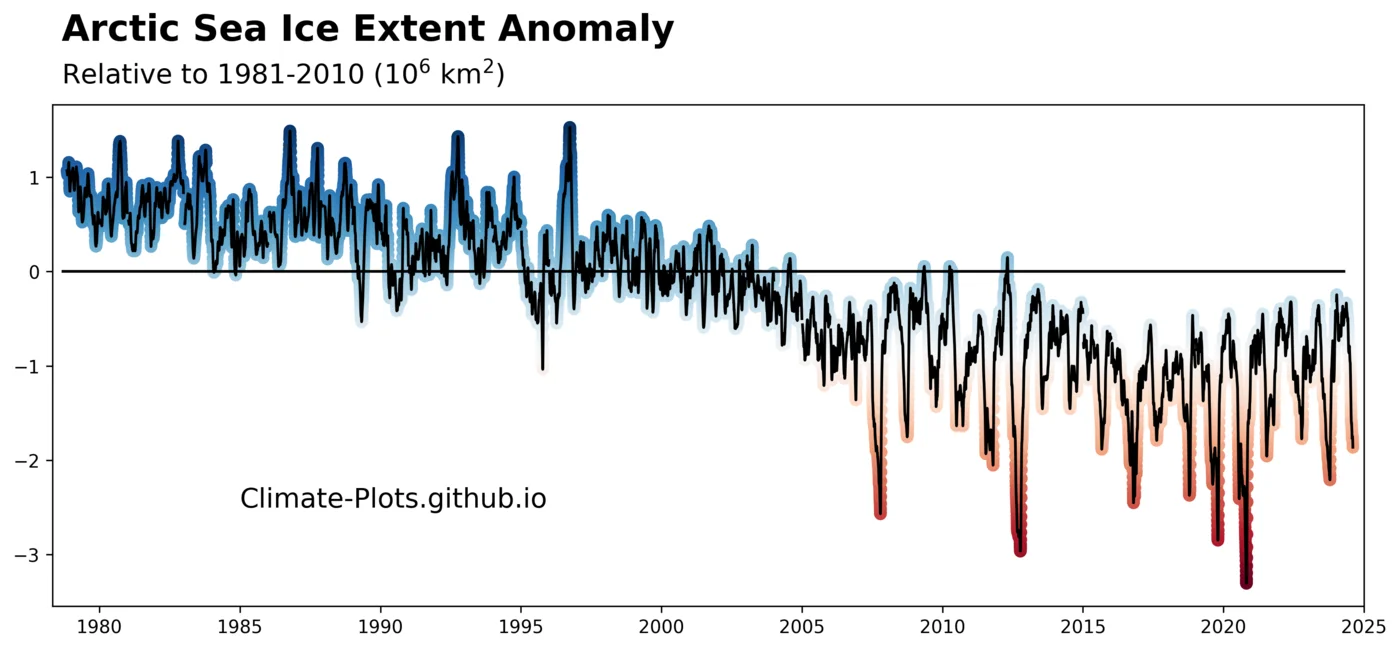 Arctic Sea Ice Extent Anomaly
Relative to 1981-2010 (10⁶ km²)
1
0
−1
−2
−3
Climate-Plots.github.io
1980 1985 1990 1995 2000 2005 2010 2015 2020 2025